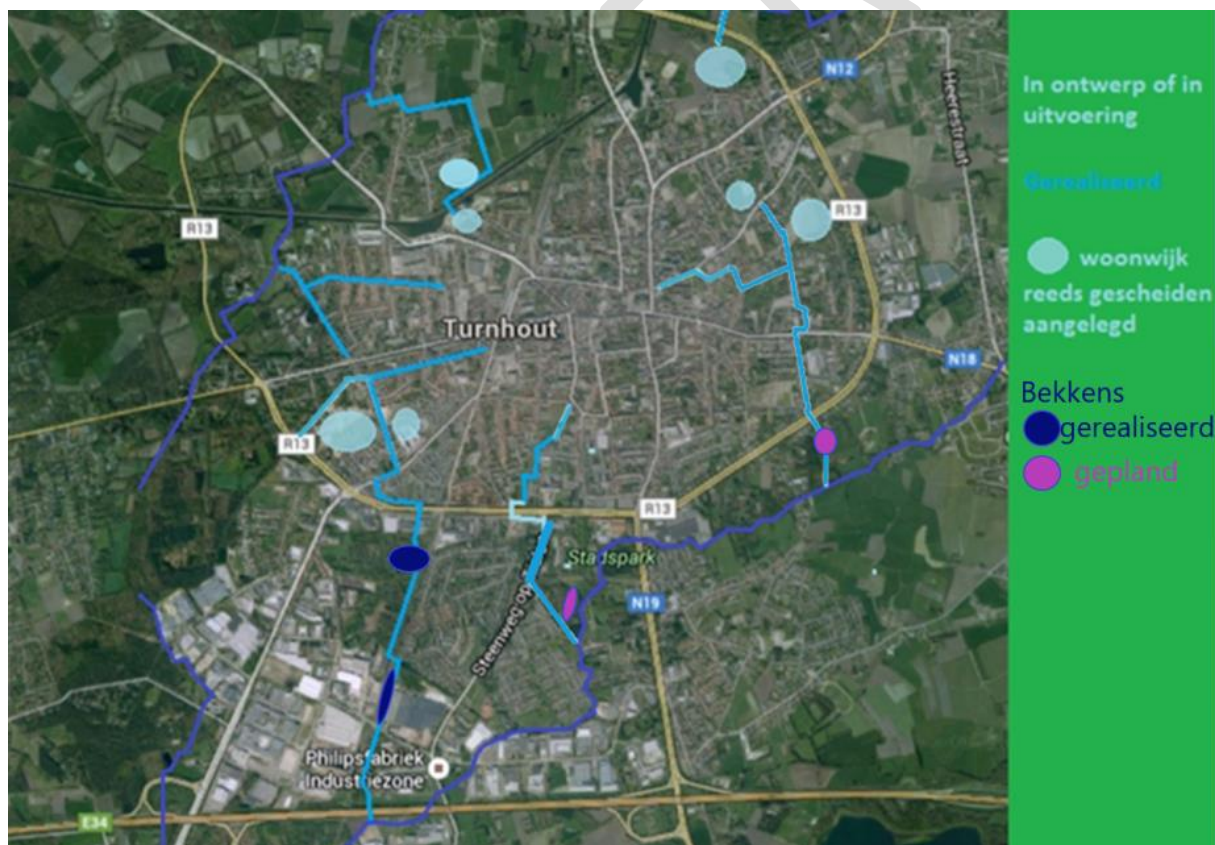 N12
Heerestraat
R13
R13
Turnhout
N18
R13
R13
Stadspark
N19
Steenweg op
Philipsfabriek
Industriezone
E34
In ontwerp of in
uitvoering
Gerealiseerd
woonwijk
reeds gescheiden
aangelegd
Bekkens
gerealiseerd
gepland